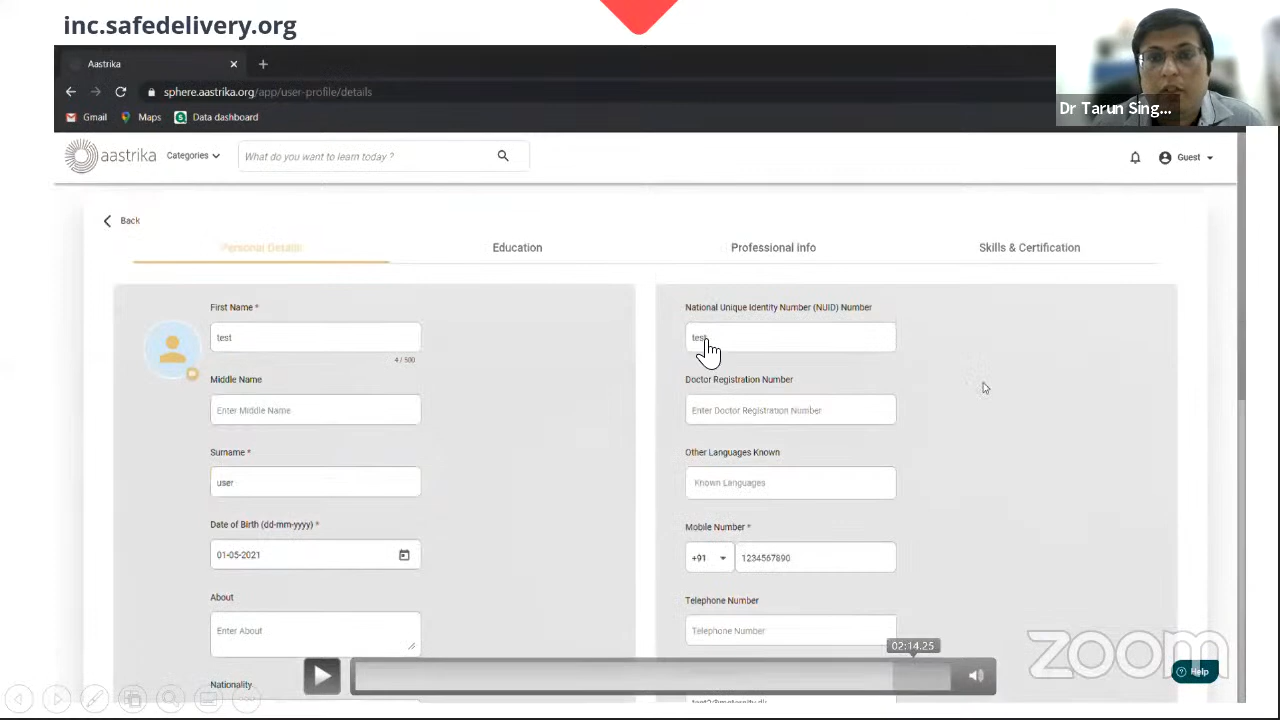 inc.safedelivery.org
Aastrika
sphere.aastrika.org/app/user-profile/details
Gmail Maps Data dashboard
Dr Tarun Sing...
aastrika Categories What do you want to learn today ? Guest
Back
Personal Details Education Professional info Skills & Certification
First Name *
test
4 / 500
Middle Name
Enter Middle Name
Surname *
user
Date of Birth (dd-mm-yyyy) *
01-05-2021
About
Enter About
Nationality
National Unique Identity Number (NUID) Number
test
Doctor Registration Number
Enter Doctor Registration Number
Other Languages Known
Known Languages
Mobile Number *
+91 1234567890
Telephone Number
Telephone Number
02:14.25
zoom
Help